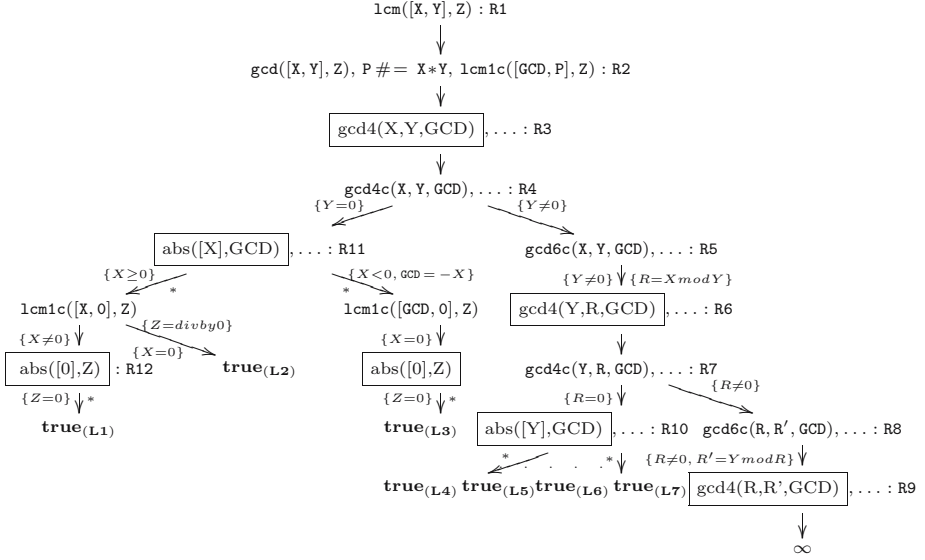 lcm([X, Y], Z) : R1
gcd([X, Y], Z), P #= X*Y, lcm1c([GCD, P], Z) : R2
gcd4(X,Y,GCD) , ... : R3
gcd4c(X, Y, GCD), ... : R4
{Y=0} {Y≠0}
abs([X],GCD) , ... : R11 gcd6c(X, Y, GCD), ... : R5
{X≥0} * * {X<0, GCD = −X} {Y≠0} {R=XmodY}
lcm1c([X, 0], Z) lcm1c([GCD, 0], Z) gcd4(Y,R,GCD) , ... : R6
{X≠0} {Z=divby0} {X=0} {X=0}
abs([0],Z) : R12 true(L2) abs([0],Z) gcd4c(Y, R, GCD), ... : R7
{Z=0} * {Z=0} * {R=0} {R≠0}
true(L1) true(L3) abs([Y],GCD) , ... : R10 gcd6c(R, R', GCD), ... : R8
* . . . . * {R≠0, R'=YmodR}
true(L4) true(L5) true(L6) true(L7) gcd4(R,R',GCD) , ... : R9
∞